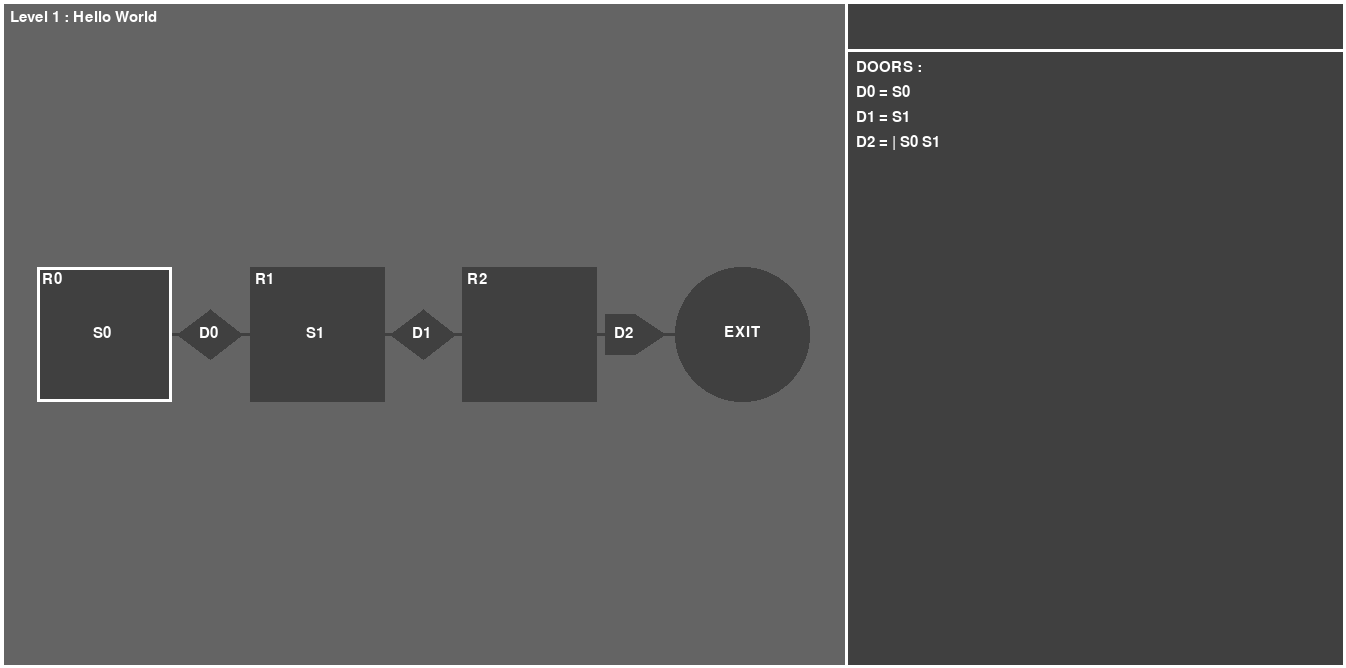 Level 1 : Hello World
R0
S0
D0
R1
S1
D1
R2
D2
EXIT
DOORS :
D0 = S0
D1 = S1
D2 = | S0 S1